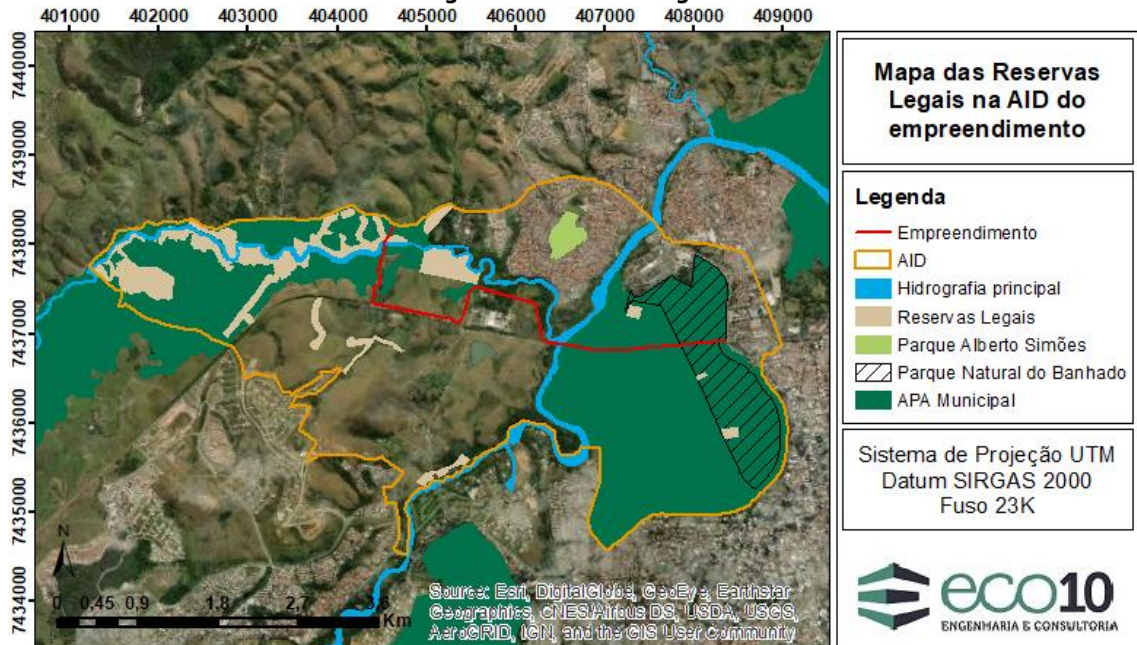 401000 402000 403000 404000 405000 406000 407000 408000 409000
7440000
7439000
7438000
7437000
7436000
7435000
7434000
N
0 0,45 0,9 1,8 2,7 3,6
Km
Source: Esri, DigitalGlobe, GeoEye, Earthstar
Geographics, CNES/Airbus DS, USDA, USGS,
AeroGRID, IGN, and the GIS User Community
Mapa das Reservas
Legais na AID do
empreendimento
Legenda
Empreendimento
AID
Hidrografia principal
Reservas Legais
Parque Alberto Simões
Parque Natural do Banhado
APA Municipal
Sistema de Projeção UTM
Datum SIRGAS 2000
Fuso 23K
eco10
ENGENHARIA E CONSULTORIA